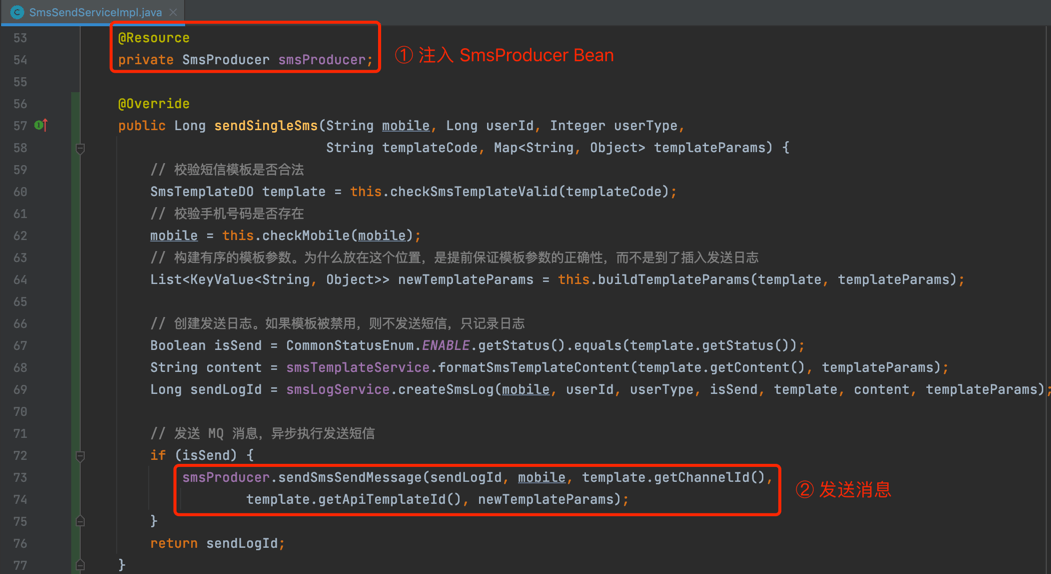 SmsSendServiceImpl.java
53 @Resource
54 private SmsProducer smsProducer; ① 注入 SmsProducer Bean
55
56 @Override
57 public Long sendSingleSms(String mobile, Long userId, Integer userType,
58 String templateCode, Map<String, Object> templateParams) {
59 // 校验短信模板是否合法
60 SmsTemplateDO template = this.checkSmsTemplateValid(templateCode);
61 // 校验手机号码是否存在
62 mobile = this.checkMobile(mobile);
63 // 构建有序的模板参数。为什么放在这个位置，是提前保证模板参数的正确性，而不是到了插入发送日志
64 List<KeyValue<String, Object>> newTemplateParams = this.buildTemplateParams(template, templateParams);
65
66 // 创建发送日志。如果模板被禁用，则不发送短信，只记录日志
67 Boolean isSend = CommonStatusEnum.ENABLE.getStatus().equals(template.getStatus());
68 String content = smsTemplateService.formatSmsTemplateContent(template.getContent(), templateParams);
69 Long sendLogId = smsLogService.createSmsLog(mobile, userId, userType, isSend, template, content, templateParams);
70
71 // 发送 MQ 消息，异步执行发送短信
72 if (isSend) {
73 smsProducer.sendSmsSendMessage(sendLogId, mobile, template.getChannelId(),
74 template.getApiTemplateId(), newTemplateParams); ② 发送消息
75 }
76 return sendLogId;
77 }